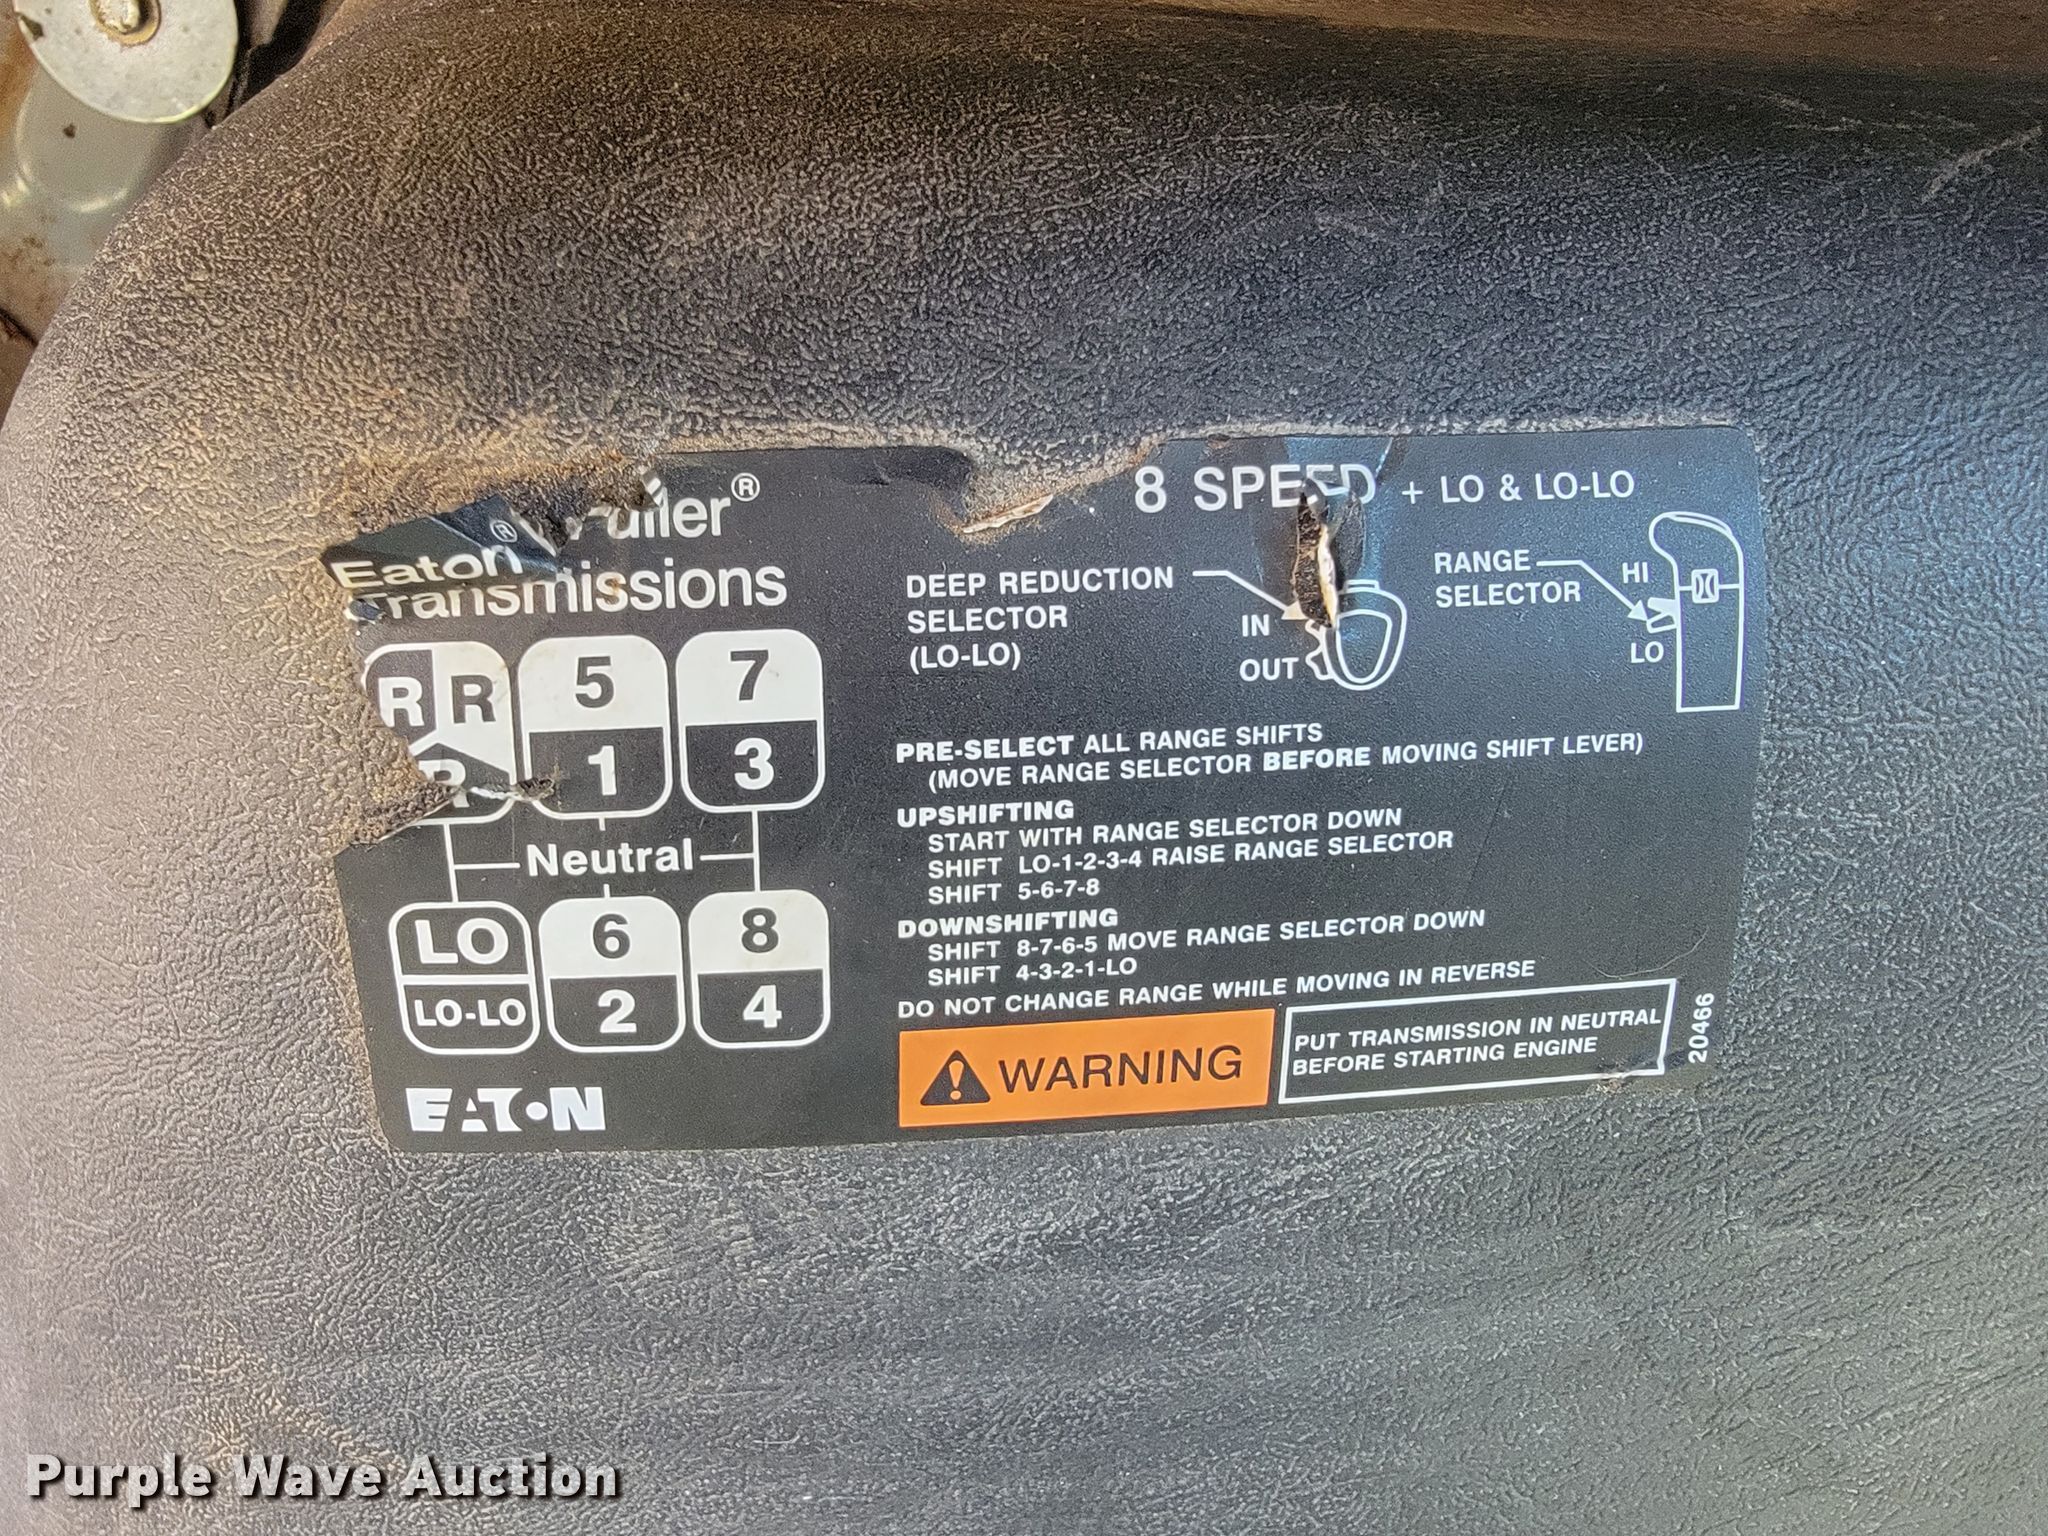 Eaton® Fuller®
Transmissions
R R
R
5
1
7
3
Neutral
LO
LO-LO
6
2
8
4
EATON
8 SPEED + LO & LO-LO
DEEP REDUCTION
SELECTOR
(LO-LO)
IN
OUT
RANGE
SELECTOR
HI
LO
PRE-SELECT ALL RANGE SHIFTS
(MOVE RANGE SELECTOR BEFORE MOVING SHIFT LEVER)
UPSHIFTING
START WITH RANGE SELECTOR DOWN
SHIFT LO-1-2-3-4 RAISE RANGE SELECTOR
SHIFT 5-6-7-8
DOWNSHIFTING
SHIFT 8-7-6-5 MOVE RANGE SELECTOR DOWN
SHIFT 4-3-2-1-LO
DO NOT CHANGE RANGE WHILE MOVING IN REVERSE
WARNING
PUT TRANSMISSION IN NEUTRAL
BEFORE STARTING ENGINE
20466
Purple Wave Auction